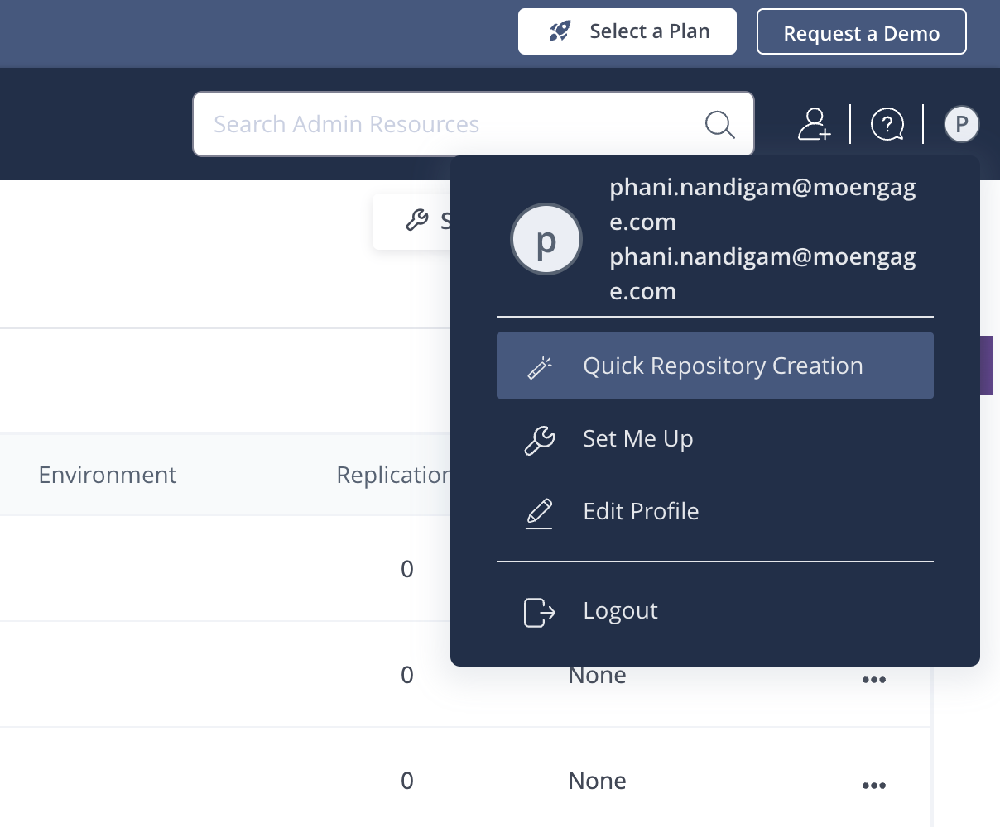 Select a Plan
Request a Demo
Search Admin Resources
?
P
S
p
phani.nandigam@moengag
e.com
phani.nandigam@moengag
e.com
Quick Repository Creation
Set Me Up
Edit Profile
Logout
Environment
Replication
0
0
None
0
None